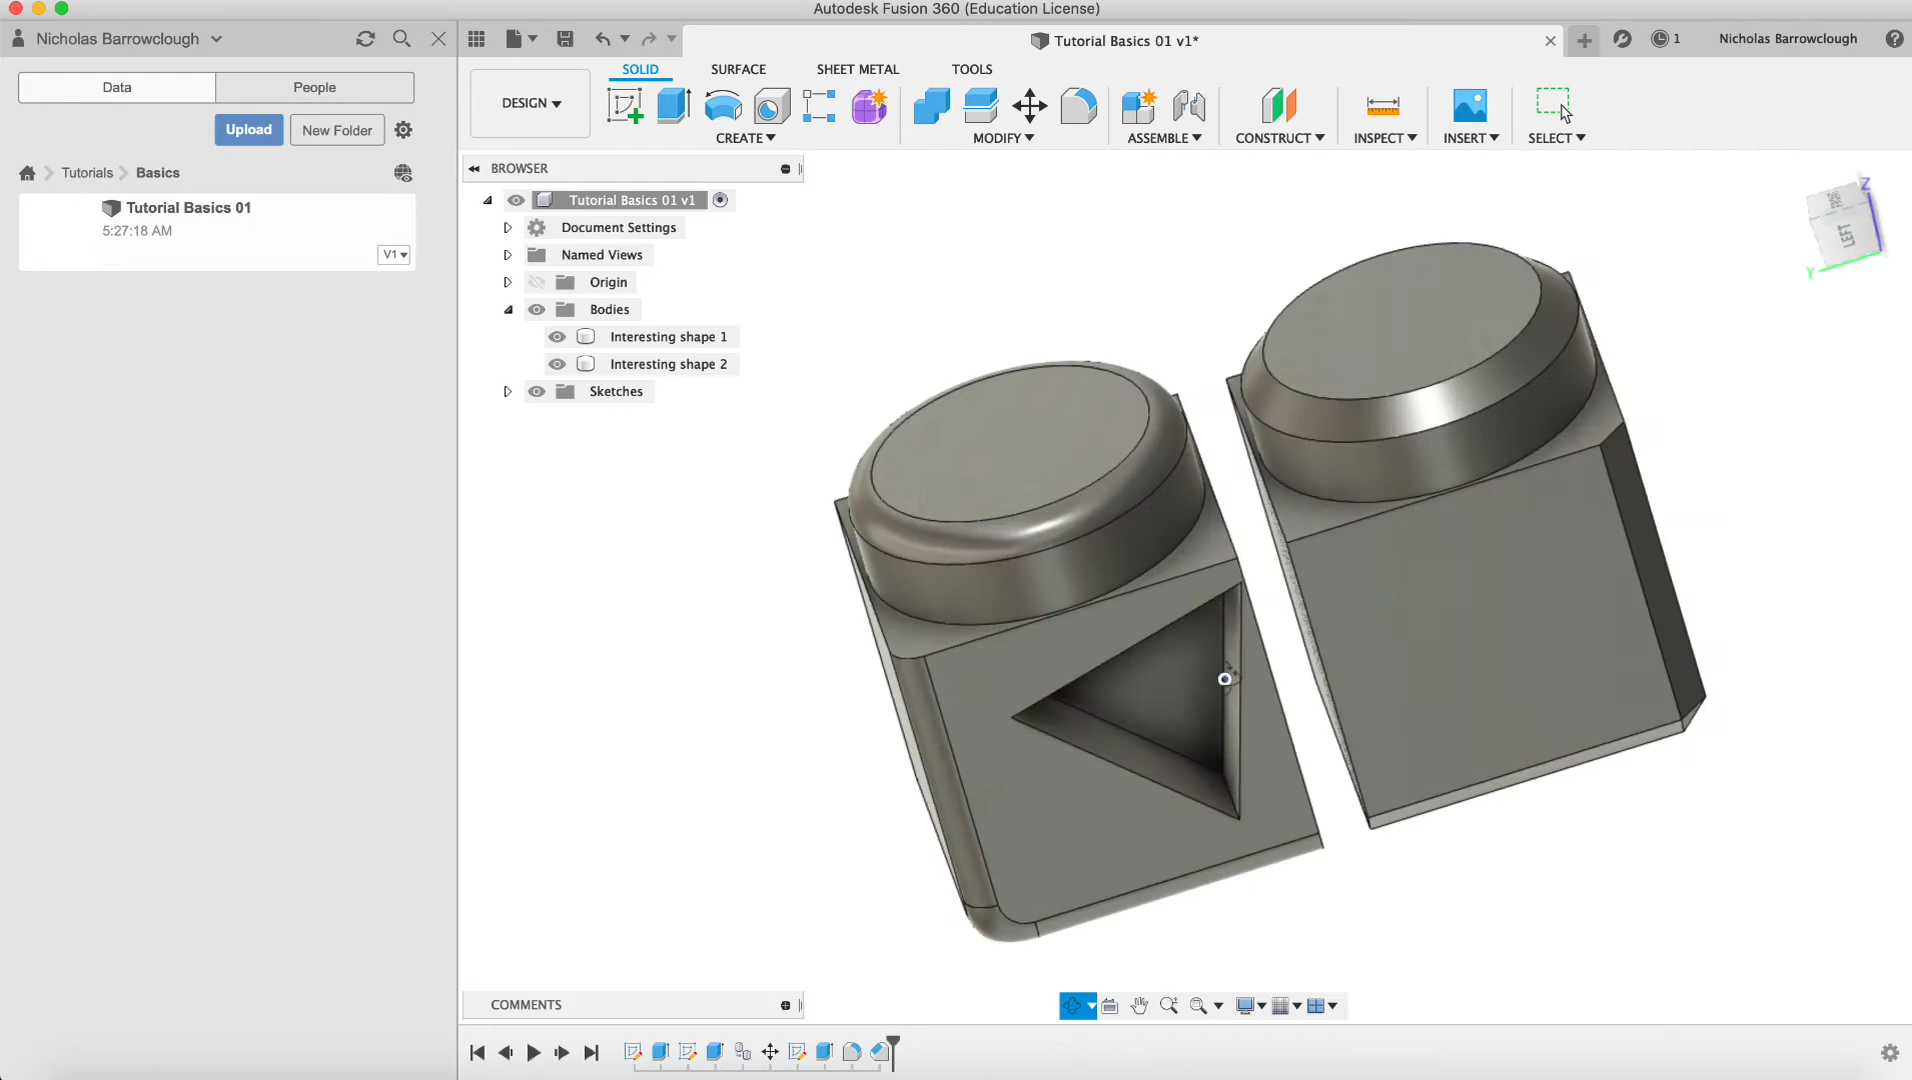 Autodesk Fusion 360 (Education License)
Nicholas Barrowclough
Tutorial Basics 01 v1*
1
Nicholas Barrowclough
Data
People
SOLID
SURFACE
SHEET METAL
TOOLS
DESIGN
Upload
New Folder
CREATE
MODIFY
ASSEMBLE
CONSTRUCT
INSPECT
INSERT
SELECT
Tutorials
Basics
BROWSER
Tutorial Basics 01
5:27:18 AM
V1
Tutorial Basics 01 v1
Document Settings
Named Views
Origin
Bodies
Interesting shape 1
Interesting shape 2
Sketches
Z
LEFT
Y
COMMENTS